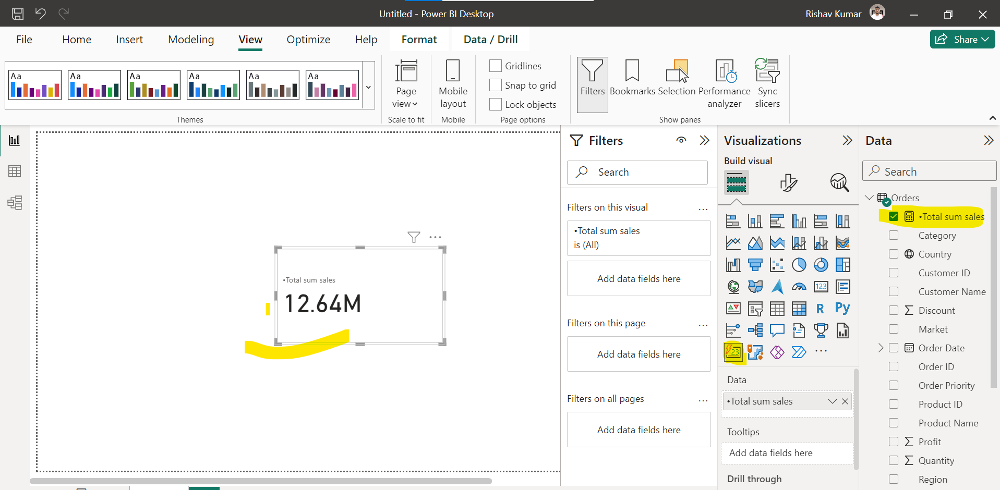 Untitled - Power BI Desktop
Rishav Kumar
File Home Insert Modeling View Optimize Help Format Data / Drill
Share
Aa Aa Aa Aa Aa Aa
Themes
Page view
Scale to fit
Mobile layout
Mobile
Gridlines
Snap to grid
Lock objects
Page options
Filters
Bookmarks
Selection
Performance analyzer
Sync slicers
Show panes
•Total sum sales
12.64M
Filters
Search
Filters on this visual
...
•Total sum sales
is (All)
Add data fields here
Filters on this page
...
Add data fields here
Filters on all pages
...
Add data fields here
Visualizations
Build visual
123
R
Py
123
...
Data
•Total sum sales
Tooltips
Add data fields here
Drill through
Data
Search
Orders
•Total sum sales
Category
Country
Customer ID
Customer Name
Discount
Market
Order Date
Order ID
Order Priority
Product ID
Product Name
Profit
Quantity
Region